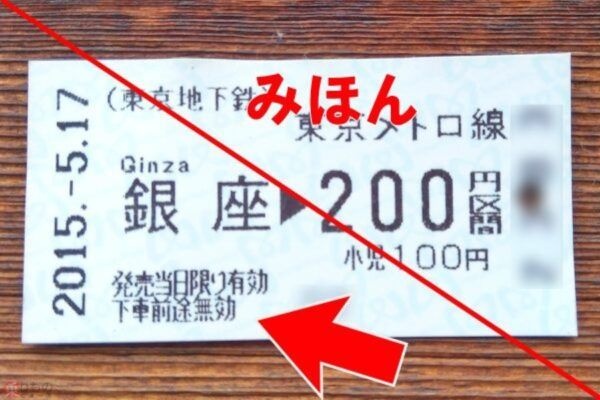 みほん
(東京地下鉄)
東京メトロ線
2015.-5.17
Ginza
銀座▶200円区間
小児100円
発売当日限り有効
下車前途無効